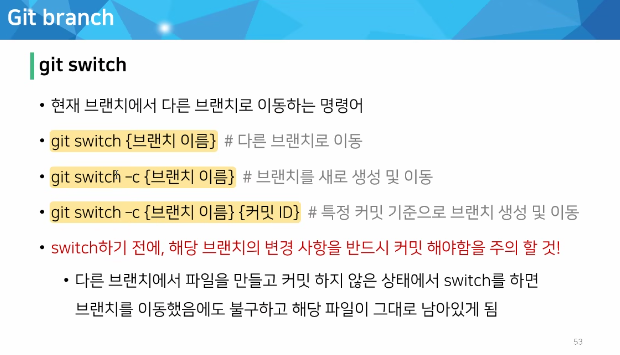 Git branch
git switch
• 현재 브랜치에서 다른 브랜치로 이동하는 명령어
• git switch {브랜치 이름} # 다른 브랜치로 이동
• git switch -c {브랜치 이름} # 브랜치를 새로 생성 및 이동
• git switch -c {브랜치 이름} {커밋 ID} # 특정 커밋 기준으로 브랜치 생성 및 이동
• switch하기 전에, 해당 브랜치의 변경 사항을 반드시 커밋 해야함을 주의 할 것!
• 다른 브랜치에서 파일을 만들고 커밋 하지 않은 상태에서 switch를 하면
브랜치를 이동했음에도 불구하고 해당 파일이 그대로 남아있게 됨